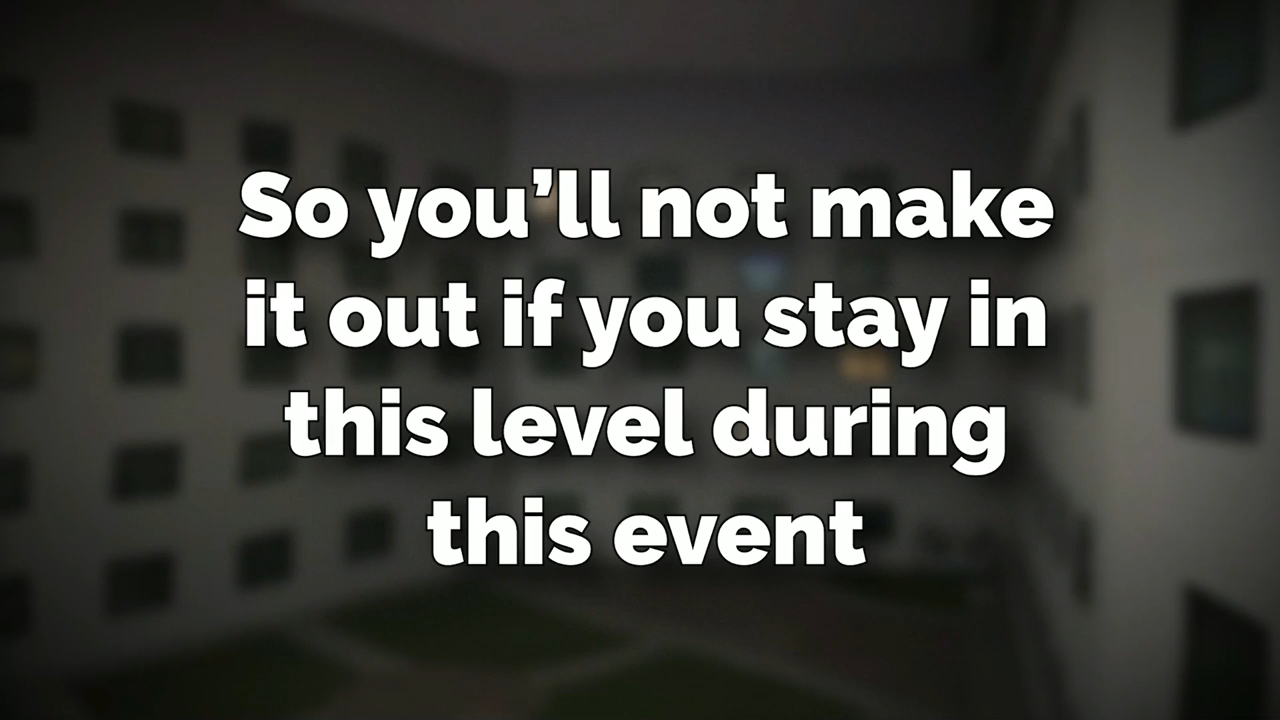 So you’ll not make
it out if you stay in
this level during
this event